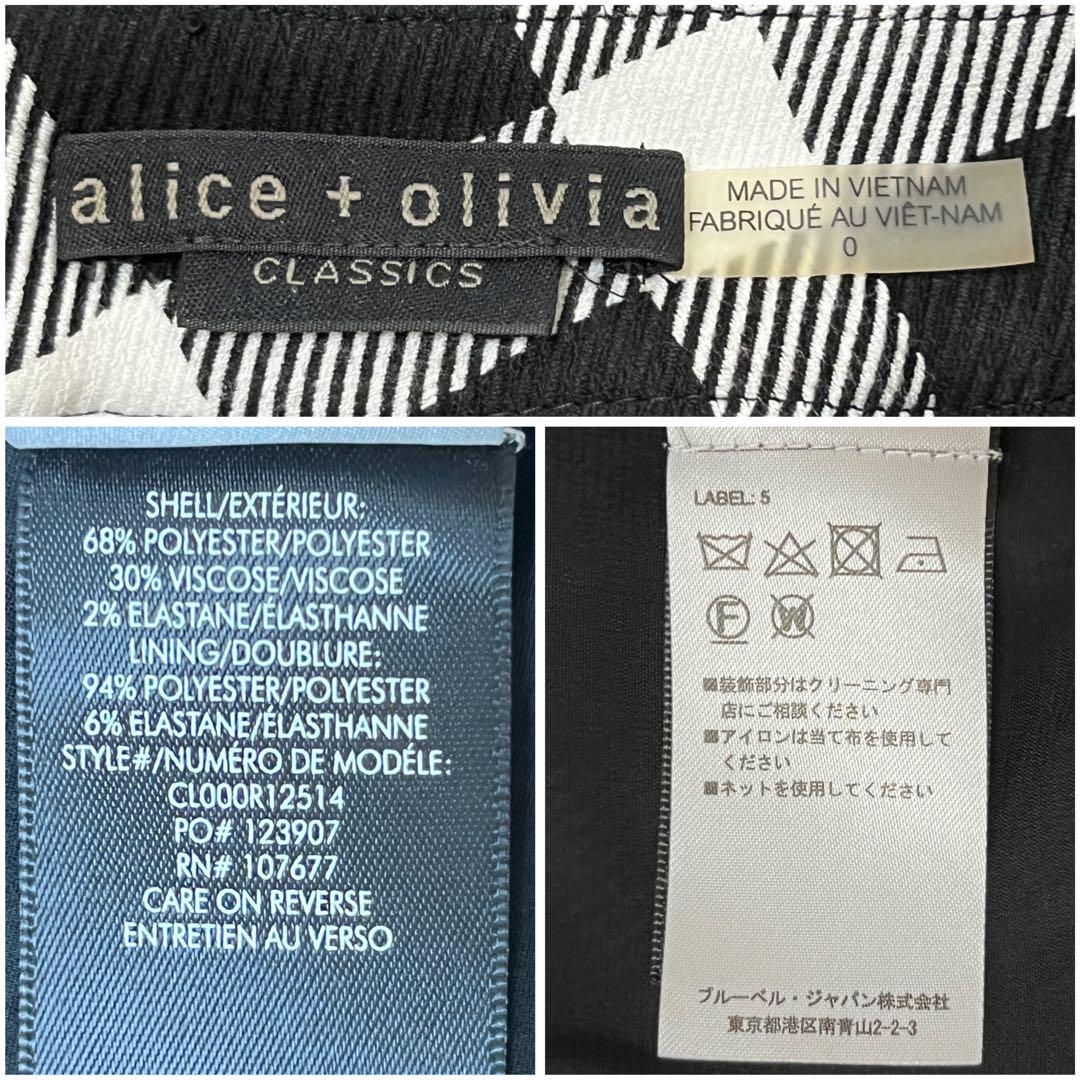 alice + olivia
CLASSICS
MADE IN VIETNAM
FABRIQUÉ AU VIÊT-NAM
0
SHELL/EXTÉRIEUR:
68% POLYESTER/POLYESTER
30% VISCOSE/VISCOSE
2% ELASTANE/ÉLASTHANNE
LINING/DOUBLURE:
94% POLYESTER/POLYESTER
6% ELASTANE/ÉLASTHANNE
STYLE#/NUMÉRO DE MODÉLE:
CL000R12514
PO# 123907
RN# 107677
CARE ON REVERSE
ENTRETIEN AU VERSO
LABEL: 5
F W
■装飾部分はクリーニング専門
店にご相談ください
■アイロンは当て布を使用して
ください
■ネットを使用してください
ブルーベル・ジャパン株式会社
東京都港区南青山2-2-3